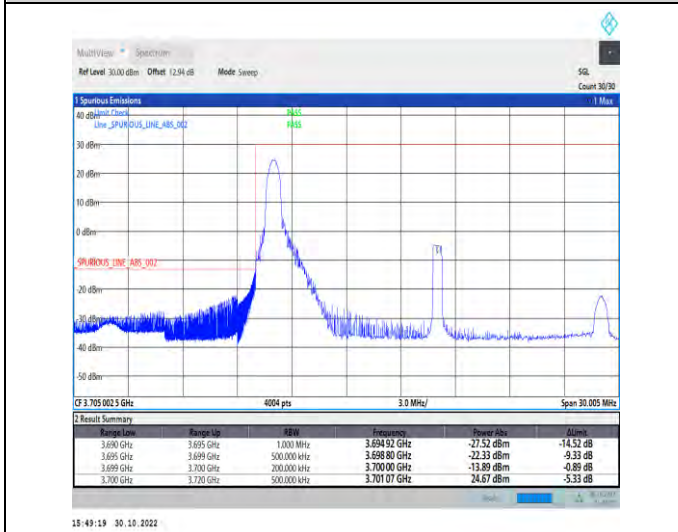 MultiView Spectrum
Ref Level 30.00 dBm Offset 12.94 dB Mode Sweep SGL
Count 30/30
1 Spurious Emissions 1 Max
40 dBm Limit Check PASS
Line _SPURIOUS_LINE_ABS_002 PASS
30 dBm
20 dBm
10 dBm
0 dBm
_SPURIOUS_LINE_ABS_002
-20 dBm
-30 dBm
-40 dBm
-50 dBm
CF 3.705 002 5 GHz 4004 pts 3.0 MHz/ Span 30.005 MHz
2 Result Summary
Range Low Range Up RBW Frequency Power Abs ΔLimit
3.690 GHz 3.695 GHz 1.000 MHz 3.694 92 GHz -27.52 dBm -14.52 dB
3.695 GHz 3.699 GHz 500.000 kHz 3.698 80 GHz -22.33 dBm -9.33 dB
3.699 GHz 3.700 GHz 200.000 kHz 3.700 00 GHz -13.89 dBm -0.89 dB
3.700 GHz 3.720 GHz 500.000 kHz 3.701 07 GHz 24.67 dBm -5.33 dB
15:49:19 30.10.2022